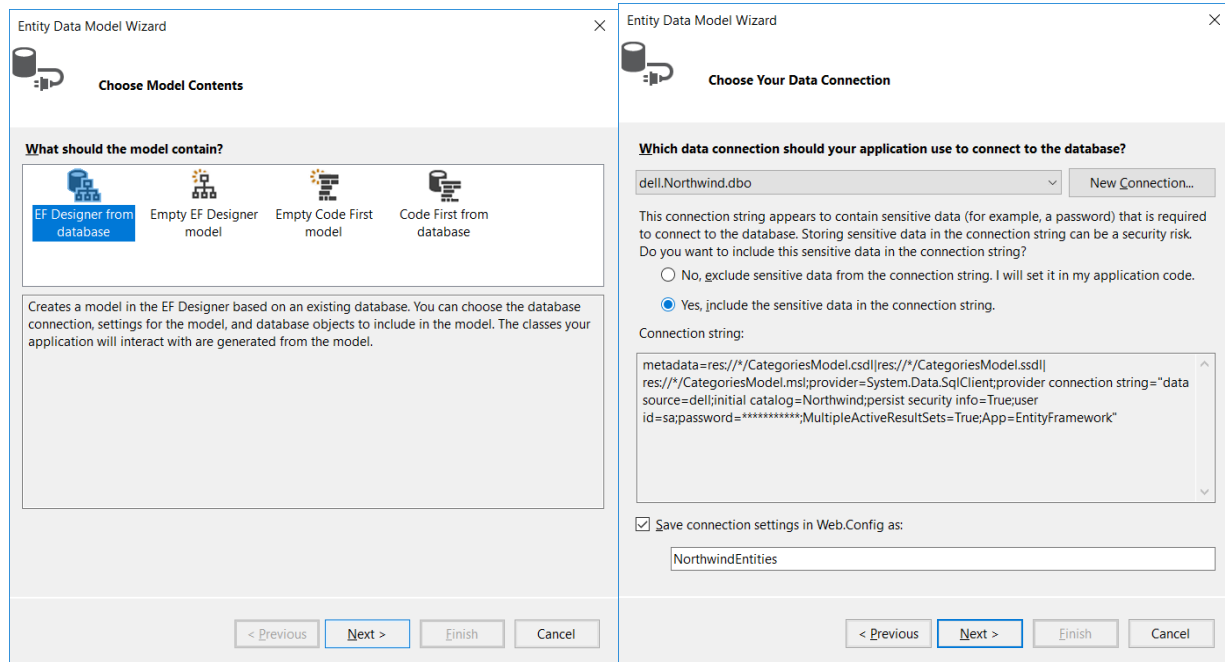 Entity Data Model Wizard
Choose Model Contents
What should the model contain?
EF Designer from
database
Empty EF Designer
model
Empty Code First
model
Code First from
database
Creates a model in the EF Designer based on an existing database. You can choose the database
connection, settings for the model, and database objects to include in the model. The classes your
application will interact with are generated from the model.
< Previous
Next >
Finish
Cancel
Entity Data Model Wizard
Choose Your Data Connection
Which data connection should your application use to connect to the database?
dell.Northwind.dbo
New Connection...
This connection string appears to contain sensitive data (for example, a password) that is required
to connect to the database. Storing sensitive data in the connection string can be a security risk.
Do you want to include this sensitive data in the connection string?
No, exclude sensitive data from the connection string. I will set it in my application code.
Yes, include the sensitive data in the connection string.
Connection string:
metadata=res://*/CategoriesModel.csdl|res://*/CategoriesModel.ssdl|
res://*/CategoriesModel.msl;provider=System.Data.SqlClient;provider connection string="data
source=dell;initial catalog=Northwind;persist security info=True;user
id=sa;password=***********;MultipleActiveResultSets=True;App=EntityFramework"
Save connection settings in Web.Config as:
NorthwindEntities
< Previous
Next >
Finish
Cancel